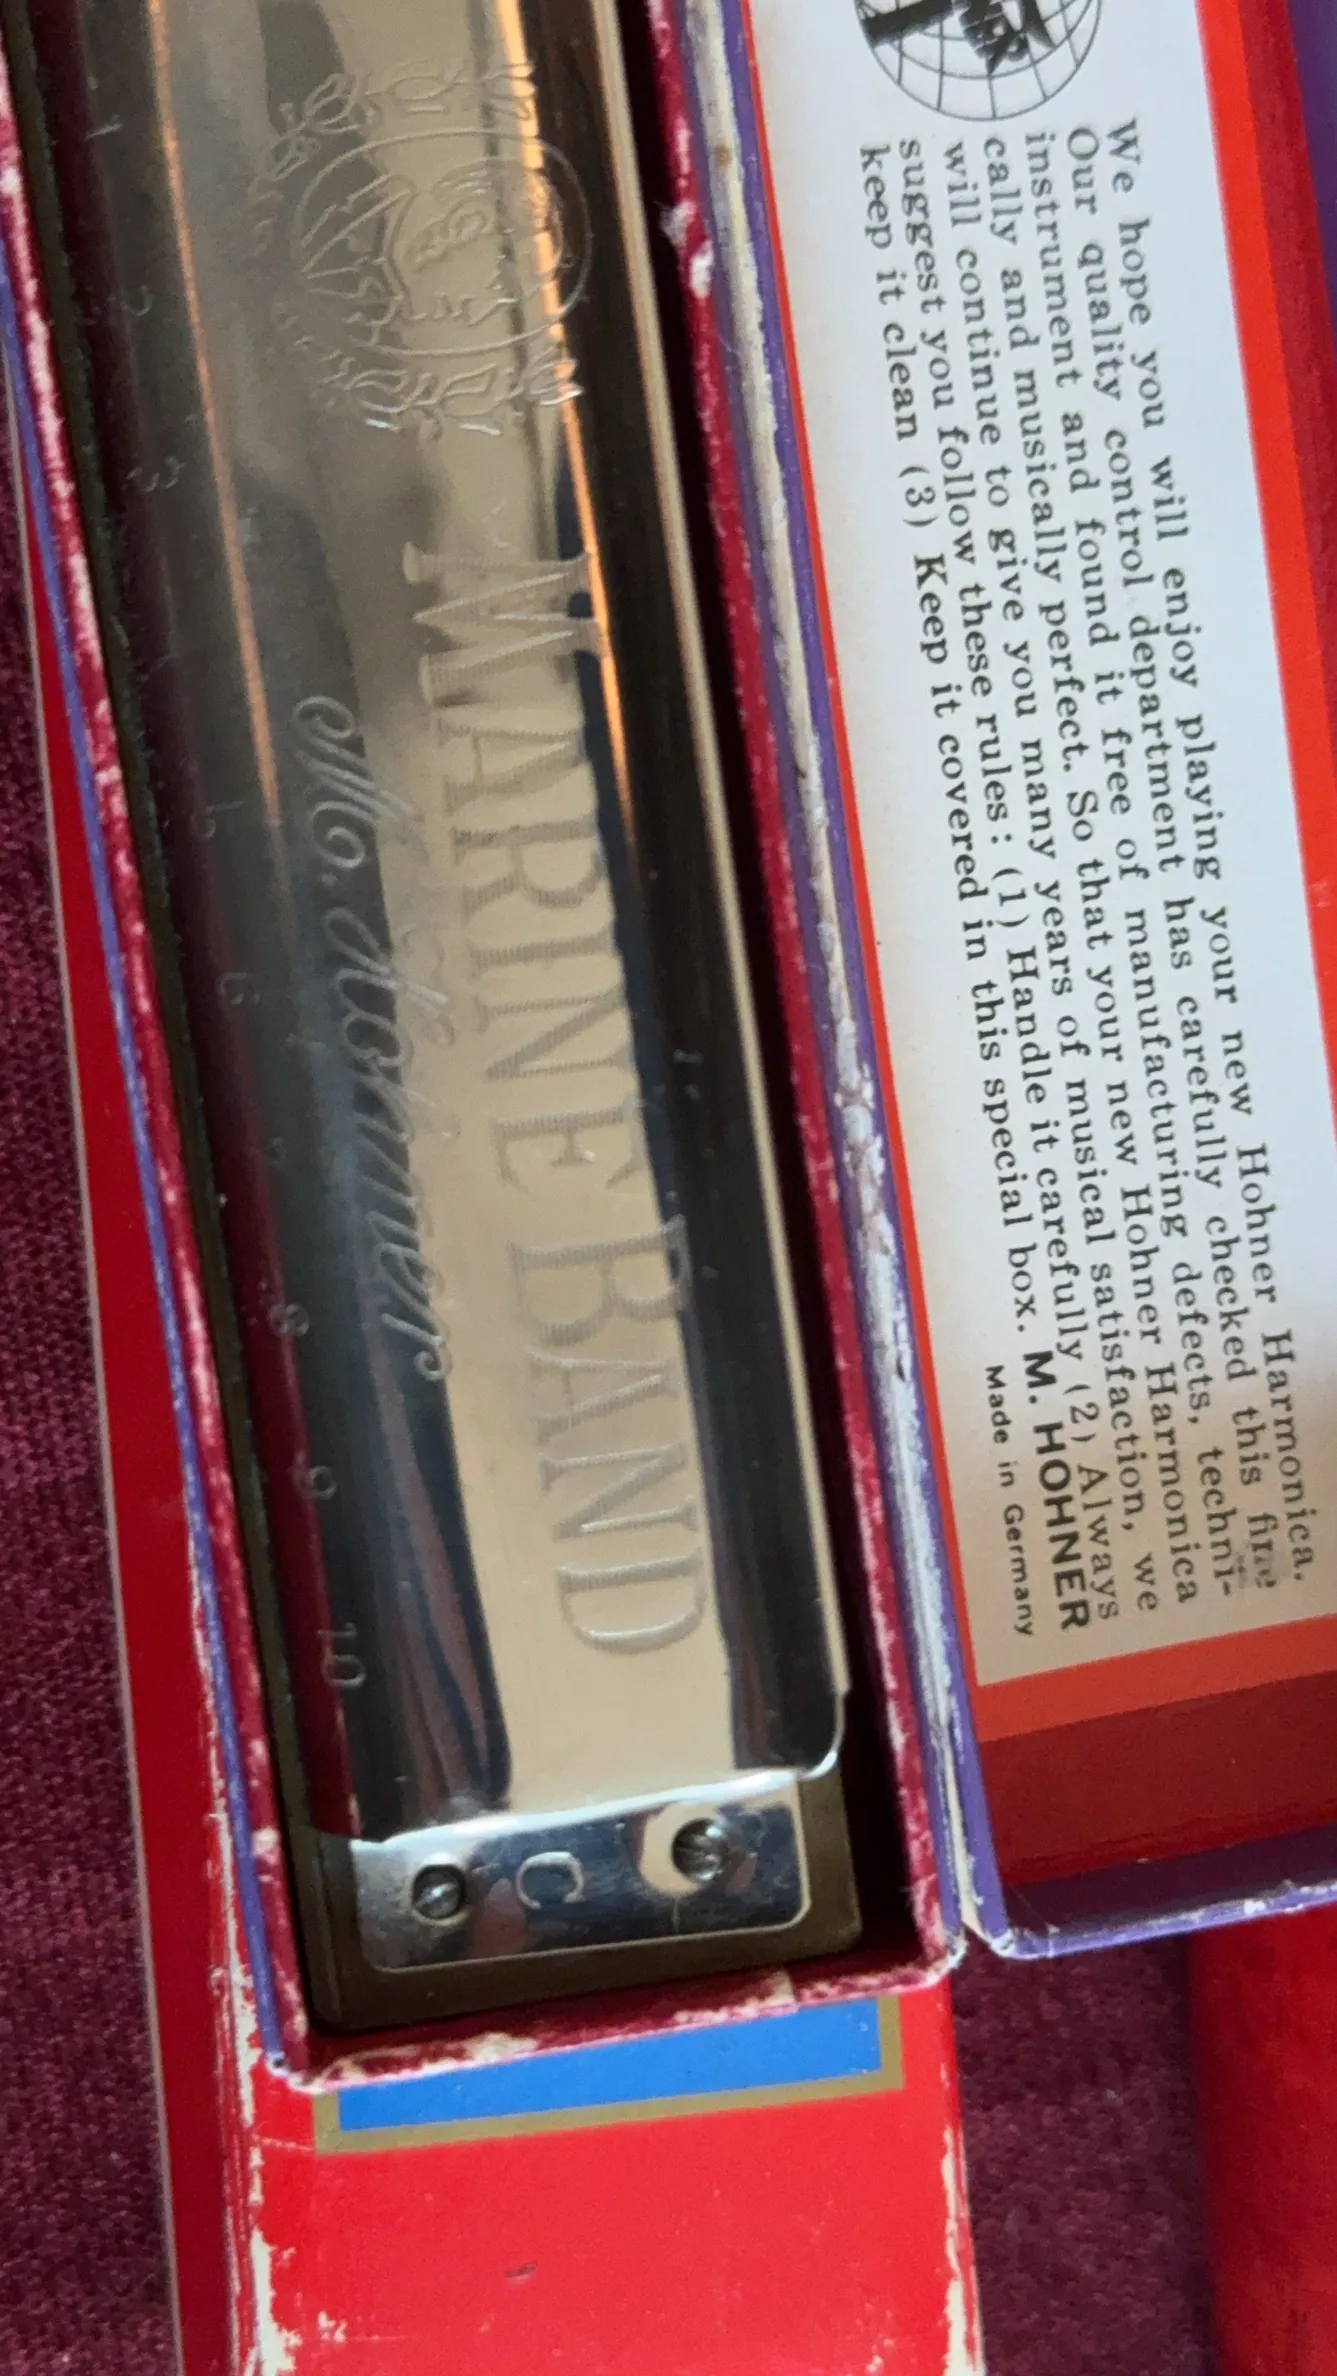 1
2
3
5
6
7
8
9
10
M. Hohner
MARINE BAND
C
We hope you will enjoy playing your new Hohner Harmonica.
Our quality control department has carefully checked this fine
instrument and found it free of manufacturing defects, techni-
cally and musically perfect. So that your new Hohner Harmonica
will continue to give you many years of musical satisfaction, we
suggest you follow these rules: (1) Handle it carefully (2) Always
keep it clean (3) Keep it covered in this special box. M. HOHNER
Made in Germany